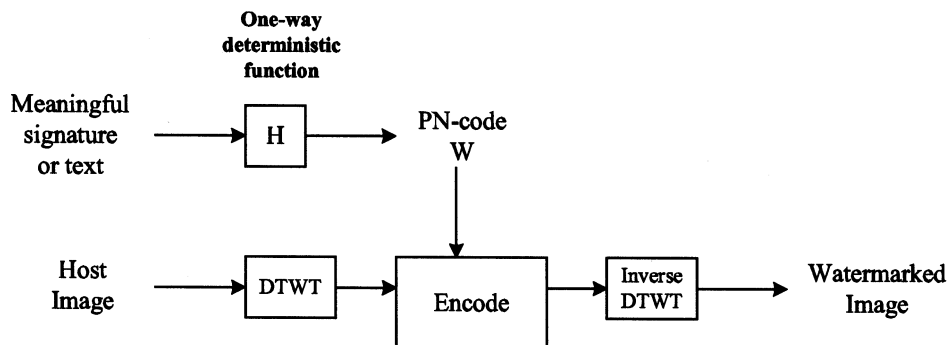 One-way
deterministic
function
Meaningful
signature
or text
H
PN-code
W
Host
Image
DTWT
Encode
Inverse
DTWT
Watermarked
Image